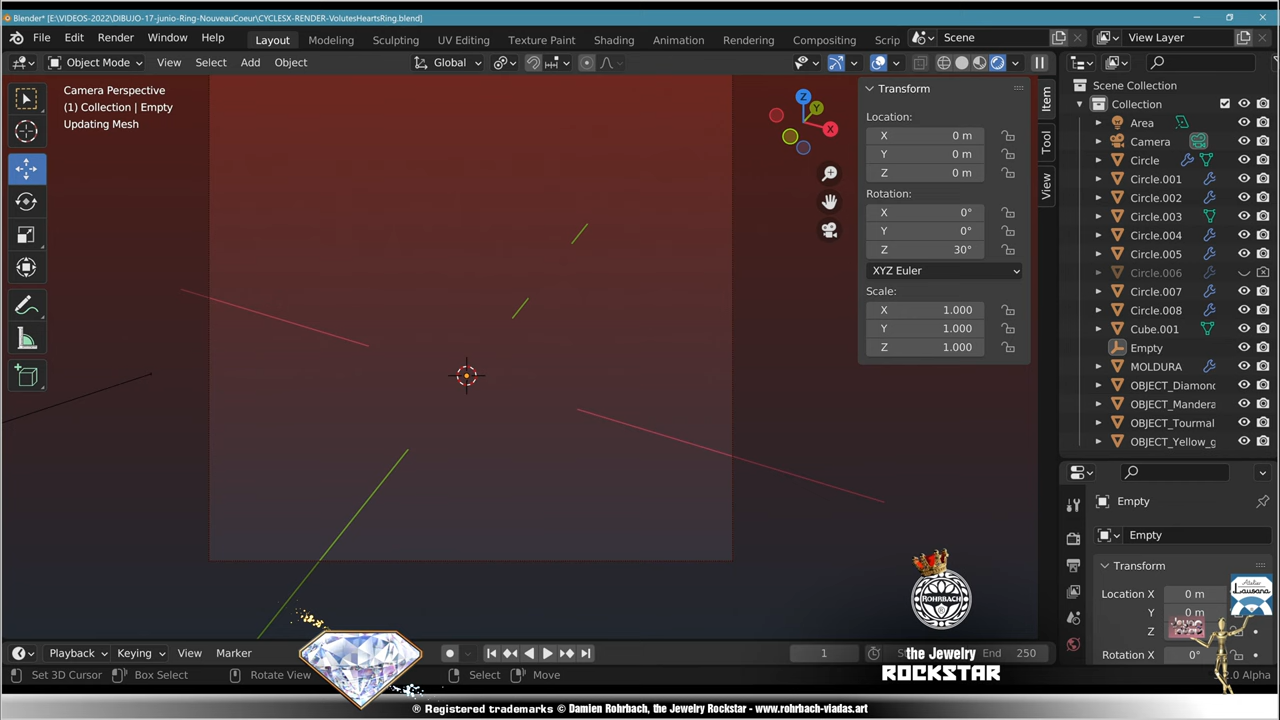 Blender* [E:\VIDEOS-2022\DIBUJO-17-junio-Ring-NouveauCoeur\CYCLESX-RENDER-VolutesHeartsRing.blend]
File Edit Render Window Help Layout Modeling Sculpting UV Editing Texture Paint Shading Animation Rendering Compositing Scrip Scene View Layer
Object Mode View Select Add Object Global
Camera Perspective
(1) Collection | Empty
Updating Mesh
Z
Y
X
Transform
Location:
X 0 m
Y 0 m
Z 0 m
Rotation:
X 0°
Y 0°
Z 30°
XYZ Euler
Scale:
X 1.000
Y 1.000
Z 1.000
Item
Tool
View
Scene Collection
Collection
Area
Camera
Circle
Circle.001
Circle.002
Circle.003
Circle.004
Circle.005
Circle.006
Circle.007
Circle.008
Cube.001
Empty
MOLDURA
OBJECT_Diamond
OBJECT_Mandera
OBJECT_Tourmal
OBJECT_Yellow_g
Empty
Empty
Transform
Location X 0 m
Y 0 m
Z
Rotation X 0°
Atelier
Lausana
ROHRBACH
the Jewelry
ROCKSTAR
Playback Keying View Marker 1 End 250
Set 3D Cursor Box Select Rotate View Select Move .0 Alpha
® Registered trademarks © Damien Rohrbach, the Jewelry Rockstar - www.rohrbach-viadas.art